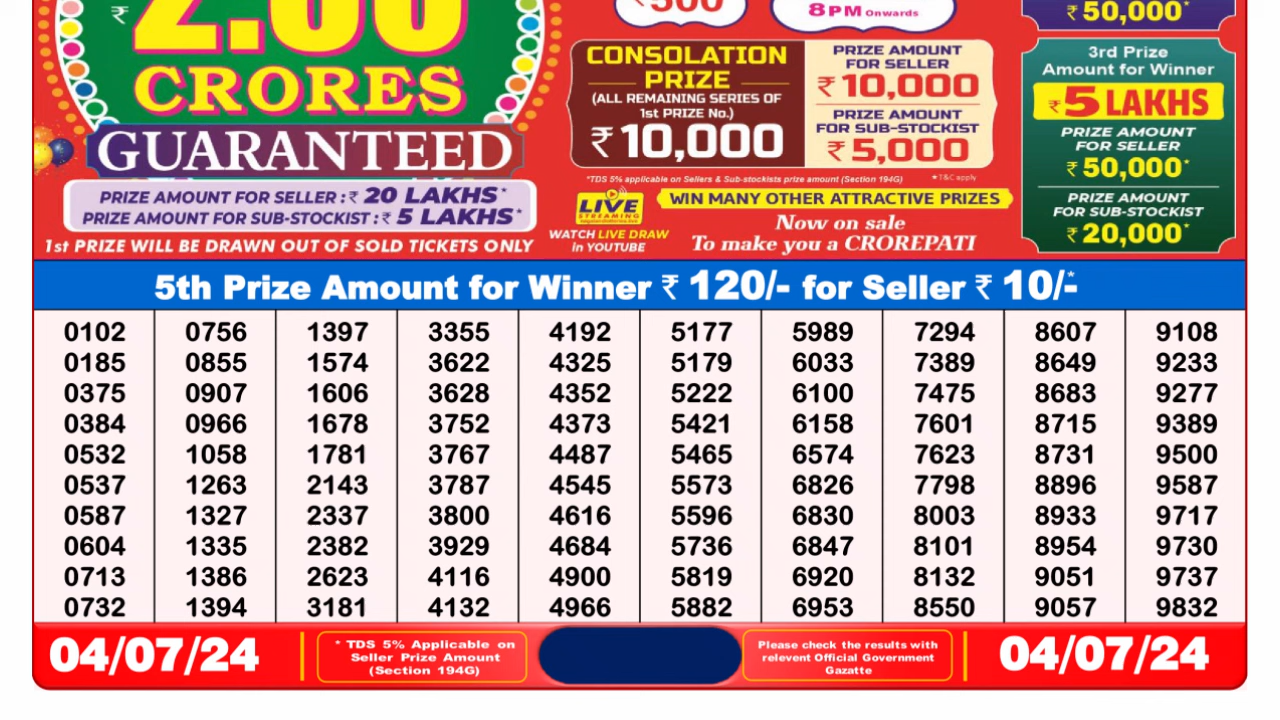 ₹ 2.00
CRORES
GUARANTEED
PRIZE AMOUNT FOR SELLER :₹ 20 LAKHS*
PRIZE AMOUNT FOR SUB-STOCKIST :₹ 5 LAKHS*
1st PRIZE WILL BE DRAWN OUT OF SOLD TICKETS ONLY
₹500
8PM Onwards
CONSOLATION
PRIZE
(ALL REMAINING SERIES OF
1st PRIZE No.)
₹10,000
PRIZE AMOUNT
FOR SELLER
₹10,000
PRIZE AMOUNT
FOR SUB-STOCKIST
₹5,000
*TDS 5% applicable on Sellers & Sub-stockists prize amount (Section 194G)
*T&C apply
LIVE
STREAMING
WATCH LIVE DRAW
in YOUTUBE
WIN MANY OTHER ATTRACTIVE PRIZES
Now on sale
To make you a CROREPATI
₹50,000*
3rd Prize
Amount for Winner
₹5 LAKHS
PRIZE AMOUNT
FOR SELLER
₹50,000*
PRIZE AMOUNT
FOR SUB-STOCKIST
₹20,000*
5th Prize Amount for Winner ₹ 120/- for Seller ₹ 10/-*
0102 0756 1397 3355 4192 5177 5989 7294 8607 9108
0185 0855 1574 3622 4325 5179 6033 7389 8649 9233
0375 0907 1606 3628 4352 5222 6100 7475 8683 9277
0384 0966 1678 3752 4373 5421 6158 7601 8715 9389
0532 1058 1781 3767 4487 5465 6574 7623 8731 9500
0537 1263 2143 3787 4545 5573 6826 7798 8896 9587
0587 1327 2337 3800 4616 5596 6830 8003 8933 9717
0604 1335 2382 3929 4684 5736 6847 8101 8954 9730
0713 1386 2623 4116 4900 5819 6920 8132 9051 9737
0732 1394 3181 4132 4966 5882 6953 8550 9057 9832
04/07/24
* TDS 5% Applicable on
Seller Prize Amount
(Section 194G)
Please check the results with
relevent Official Government
Gazatte
04/07/24